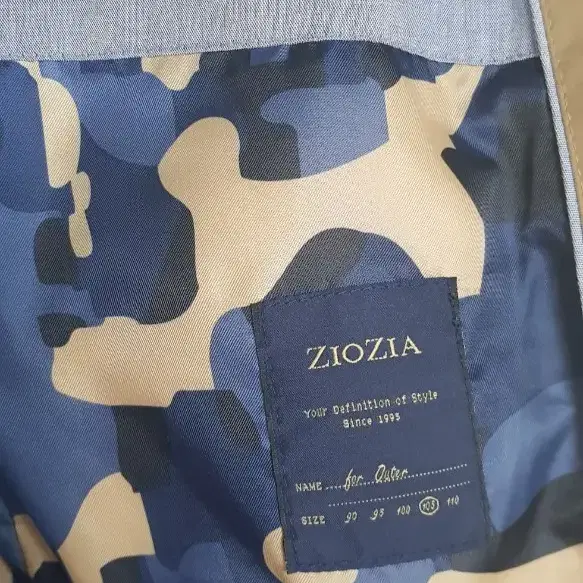 ZIOZIA
Your Definition of Style
Since 1995
NAME for Outer
SIZE 90 95 100 105 110